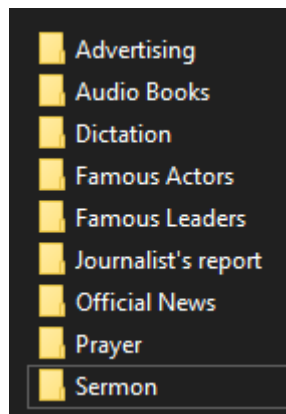 Advertising
Audio Books
Dictation
Famous Actors
Famous Leaders
Journalist's report
Official News
Prayer
Sermon